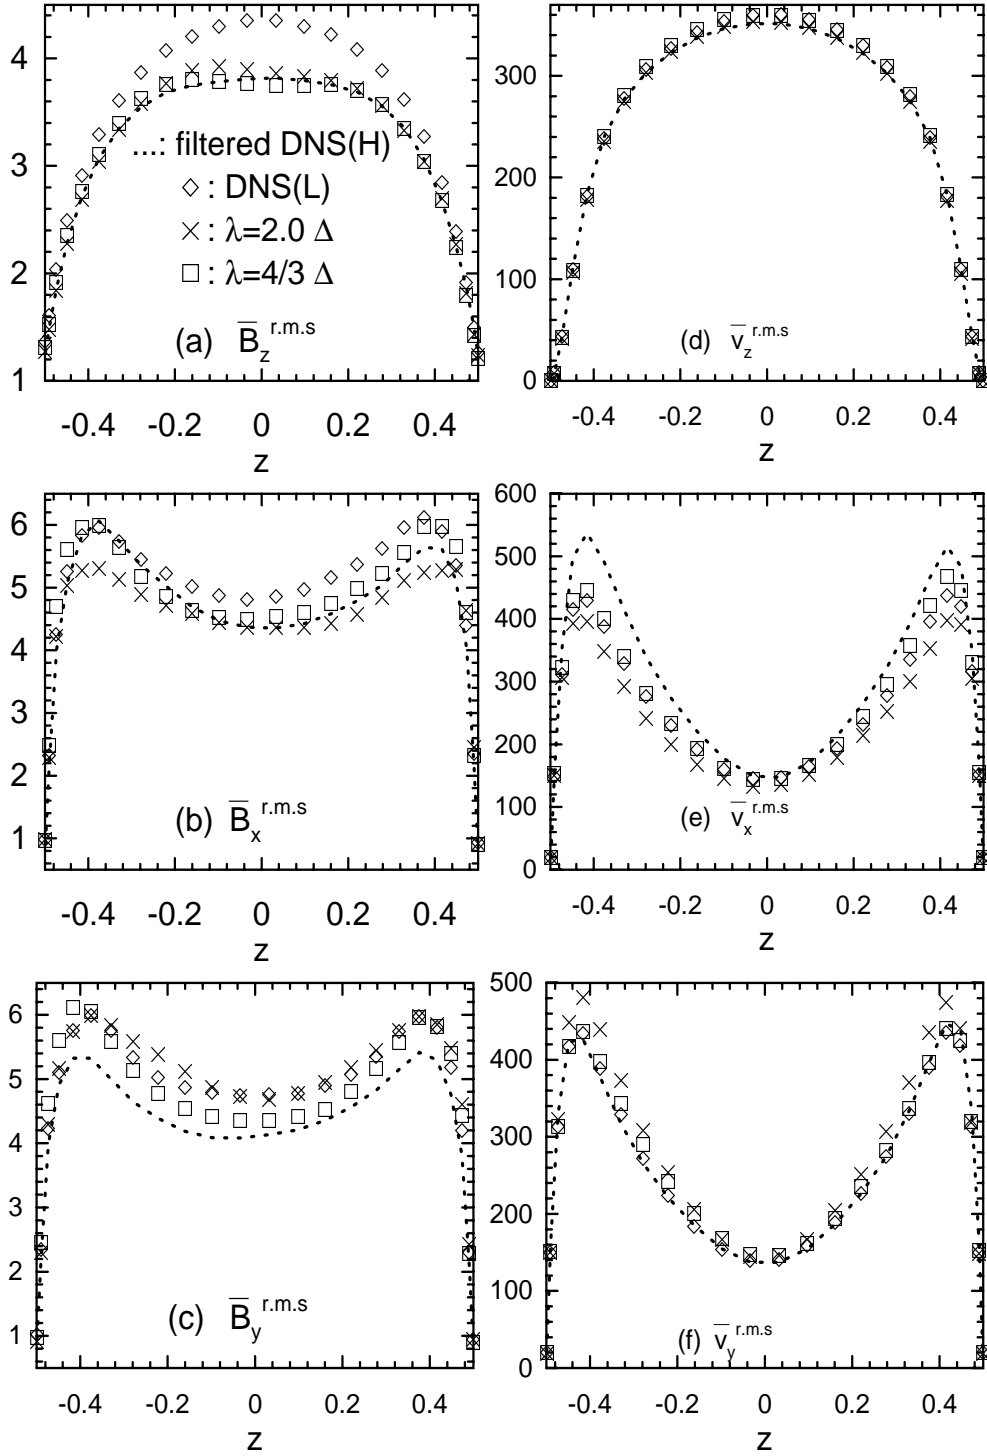 4
3
2
1
...: filtered DNS(H)
◇ : DNS(L)
× : λ=2.0 Δ
□ : λ=4/3 Δ
(a) B̅z r.m.s
-0.4 -0.2 0 0.2 0.4
z
300
200
100
0
(d) v̅z r.m.s
-0.4 -0.2 0 0.2 0.4
z
6
5
4
3
2
1
(b) B̅x r.m.s
-0.4 -0.2 0 0.2 0.4
z
600
500
400
300
200
100
0
(e) v̅x r.m.s
-0.4 -0.2 0 0.2 0.4
z
6
5
4
3
2
1
(c) B̅y r.m.s
-0.4 -0.2 0 0.2 0.4
z
500
400
300
200
100
0
(f) v̅y r.m.s
-0.4 -0.2 0 0.2 0.4
z